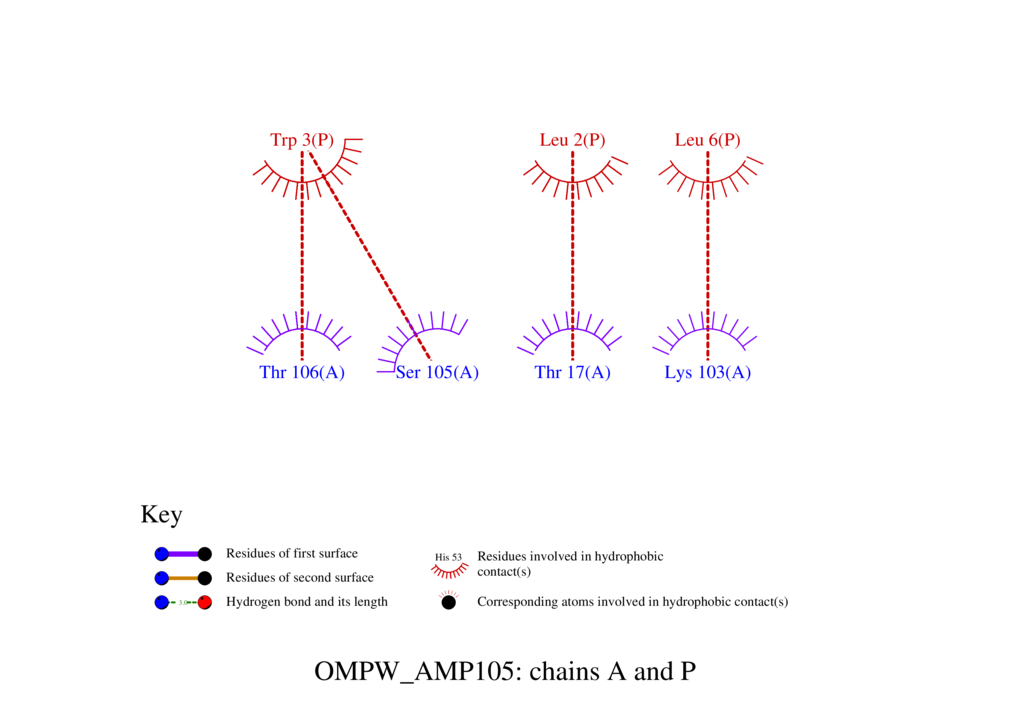 Trp 3(P) Leu 2(P) Leu 6(P)
Thr 106(A) Ser 105(A) Thr 17(A) Lys 103(A)
Key
Residues of first surface
Residues of second surface
3.0
Hydrogen bond and its length
His 53
Residues involved in hydrophobic
contact(s)
Corresponding atoms involved in hydrophobic contact(s)
OMPW_AMP105: chains A and P